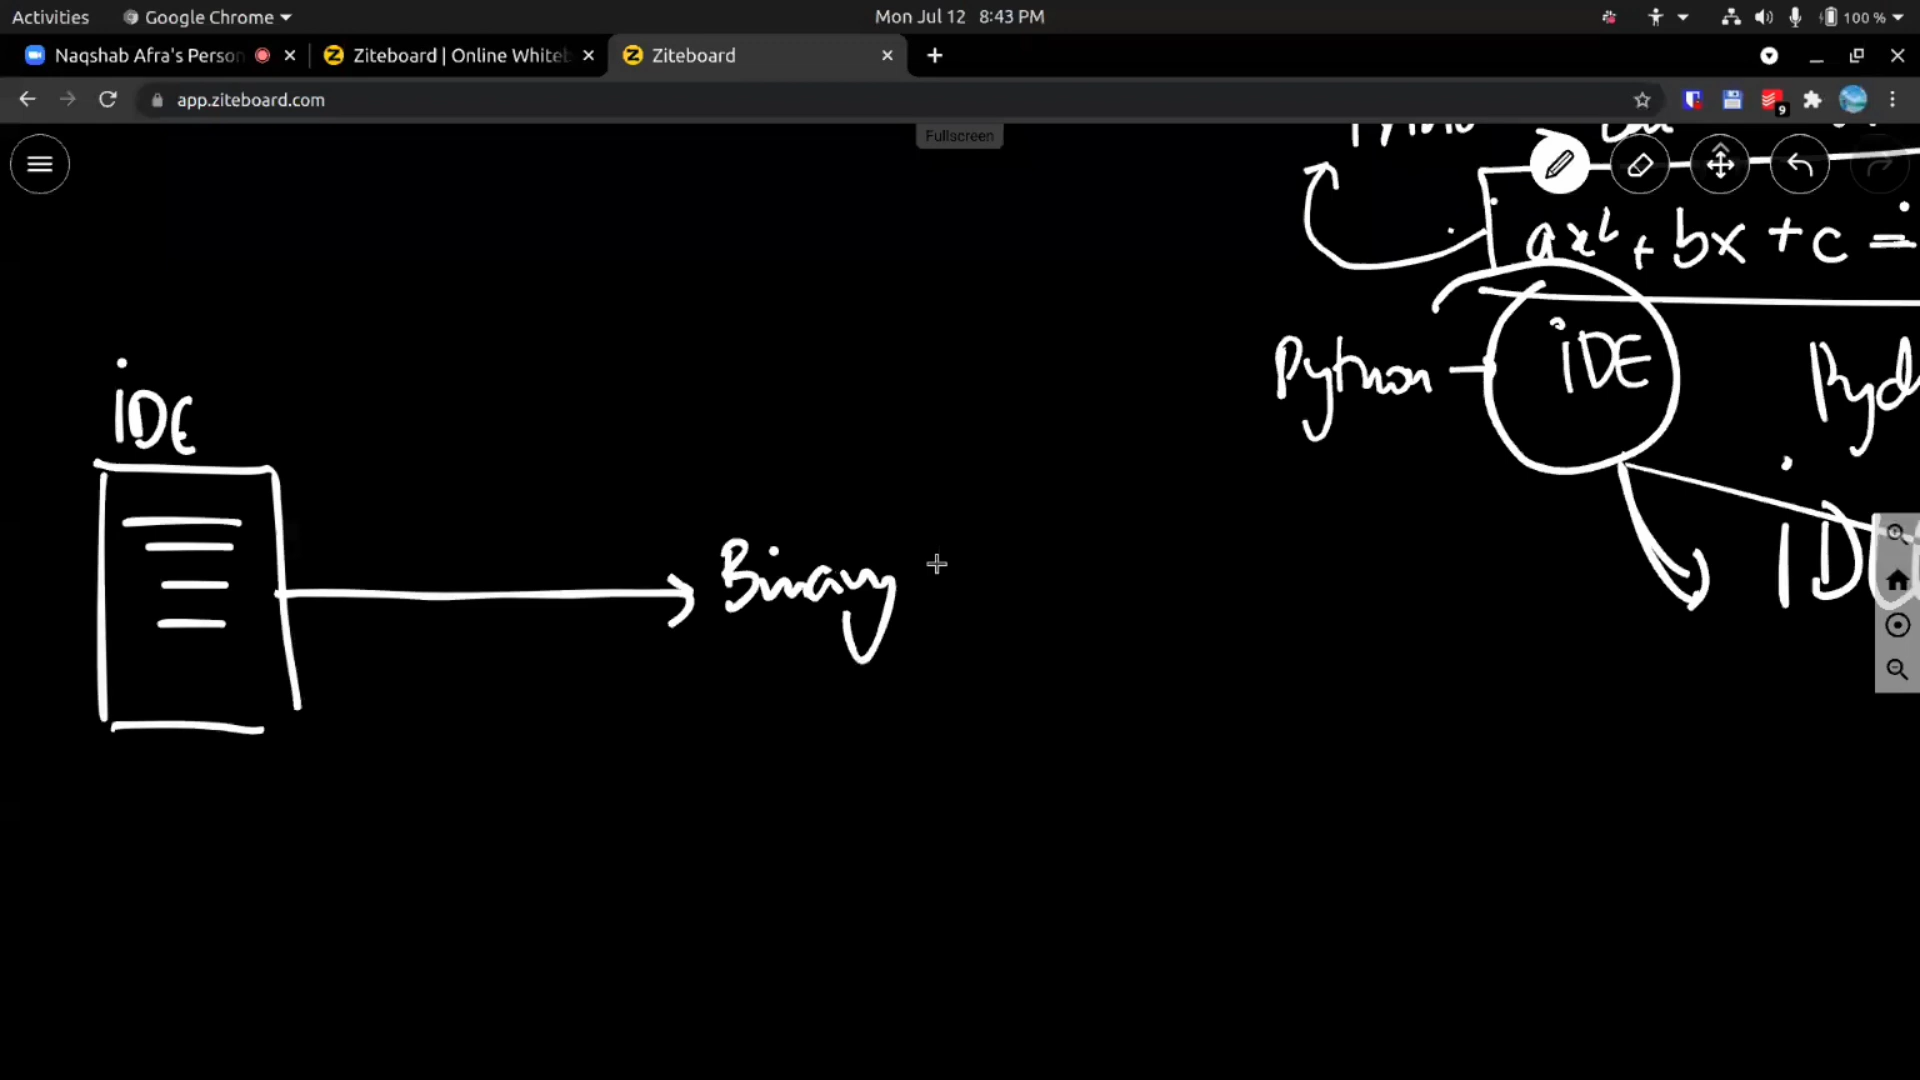 Activities Google Chrome Mon Jul 12 8:43 PM 100 %
Naqshab Afra's Person Ziteboard | Online Whiteb Ziteboard
app.ziteboard.com 9
Fullscreen
ax² + bx + c =
Python iDE
iDE
Binary